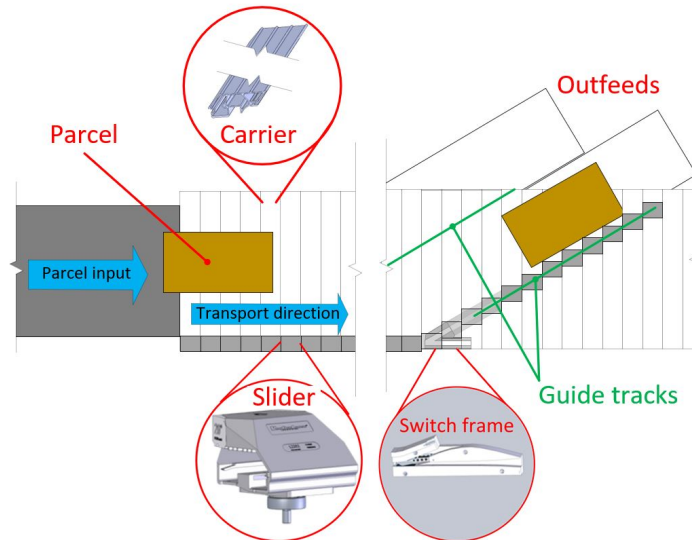 Outfeeds
Parcel
Carrier
Parcel input
Transport direction
Slider
Switch frame
Guide tracks